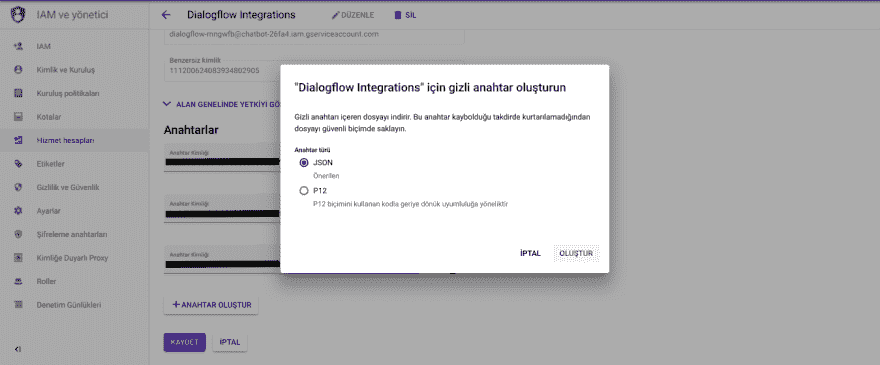 IAM ve yönetici
Dialogflow Integrations
DÜZENLE
SİL
IAM
Kimlik ve Kuruluş
Kuruluş politikaları
Kotalar
Hizmet hesapları
Etiketler
Gizlilik ve Güvenlik
Ayarlar
Şifreleme anahtarları
Kimliğe Duyarlı Proxy
Roller
Denetim Günlükleri
dialogflow-mngwfb@chatbot-26fa4.iam.gserviceaccount.com
Benzersiz kimlik
111200624083934802905
ALAN GENELİNDE YETKİYİ GÖS
Anahtarlar
Anahtar Kimliği
Anahtar Kimliği
Anahtar Kimliği
ANAHTAR OLUŞTUR
KAYDET
İPTAL
"Dialogflow Integrations" için gizli anahtar oluşturun
Gizli anahtarı içeren dosyayı indirir. Bu anahtar kaybolduğu takdirde kurtarılamadığından
dosyayı güvenli biçimde saklayın.
Anahtar türü
JSON
Önerilen
P12
P12 biçimini kullanan kodla geriye dönük uyumluluğa yöneliktir
İPTAL
OLUŞTUR